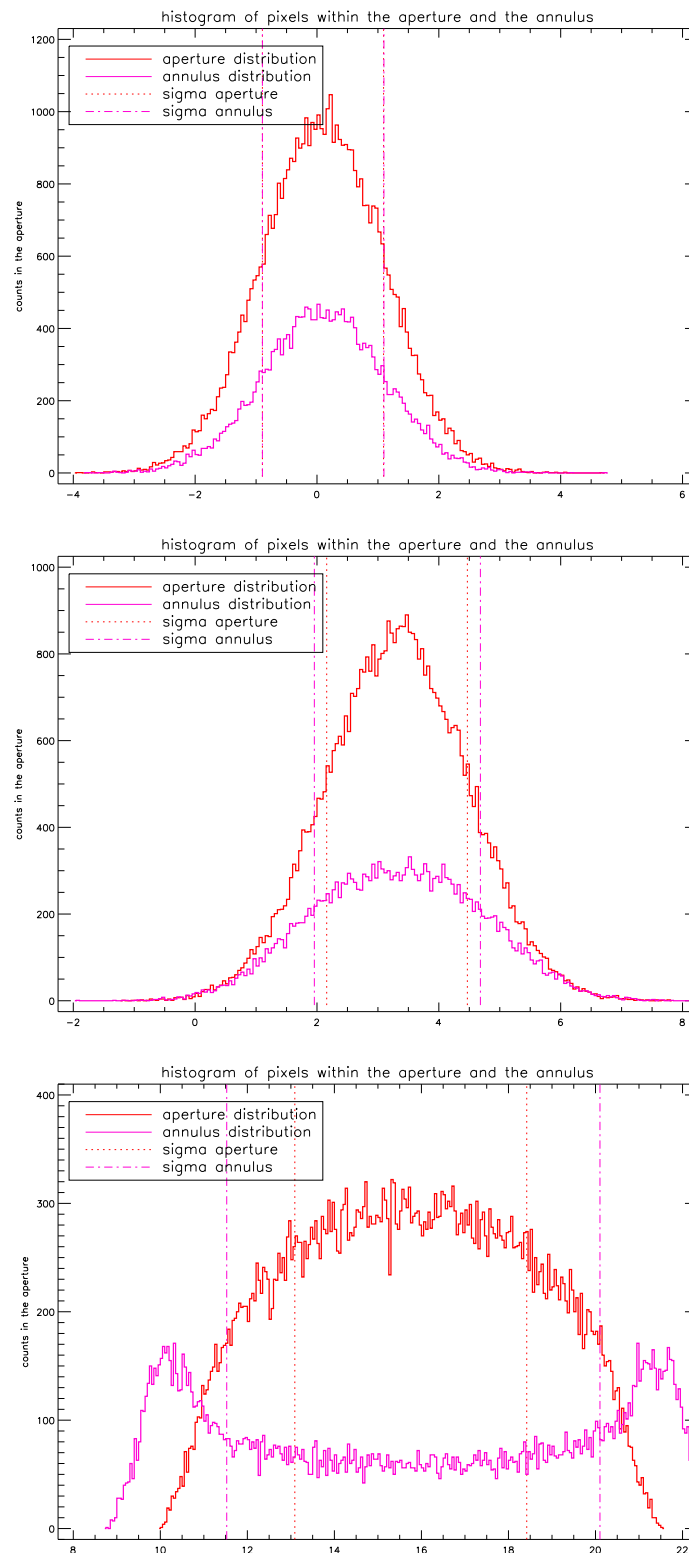 histogram of pixels within the aperture and the annulus
1200
1000
800
600
400
200
0
counts in the aperture
aperture distribution
annulus distribution
sigma aperture
sigma annulus
−4 −2 0 2 4 6
histogram of pixels within the aperture and the annulus
1000
800
600
400
200
0
counts in the aperture
aperture distribution
annulus distribution
sigma aperture
sigma annulus
−2 0 2 4 6 8
histogram of pixels within the aperture and the annulus
400
300
200
100
0
counts in the aperture
aperture distribution
annulus distribution
sigma aperture
sigma annulus
8 10 12 14 16 18 20 22